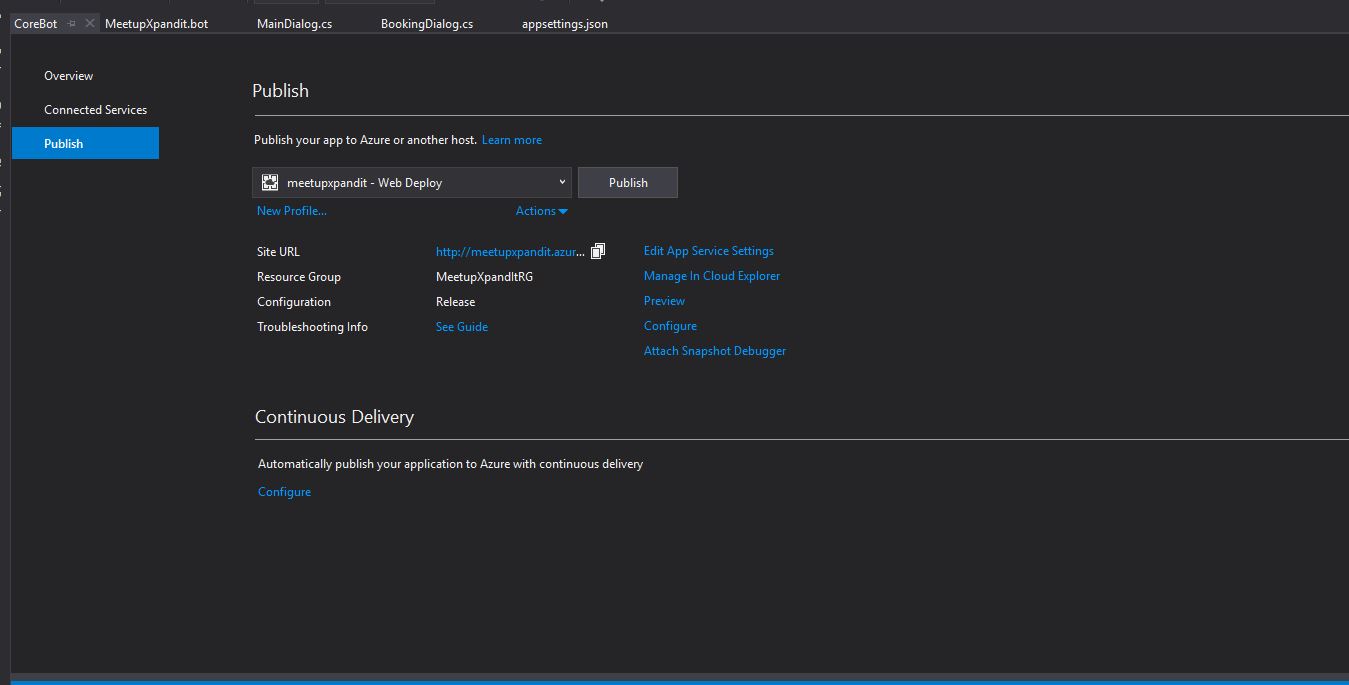 CoreBot MeetupXpandit.bot MainDialog.cs BookingDialog.cs appsettings.json
Overview
Connected Services
Publish
Publish
Publish your app to Azure or another host. Learn more
meetupxpandit - Web Deploy Publish
New Profile... Actions
Site URL http://meetupxpandit.azur... Edit App Service Settings
Resource Group MeetupXpandItRG Manage In Cloud Explorer
Configuration Release Preview
Troubleshooting Info See Guide Configure
Attach Snapshot Debugger
Continuous Delivery
Automatically publish your application to Azure with continuous delivery
Configure